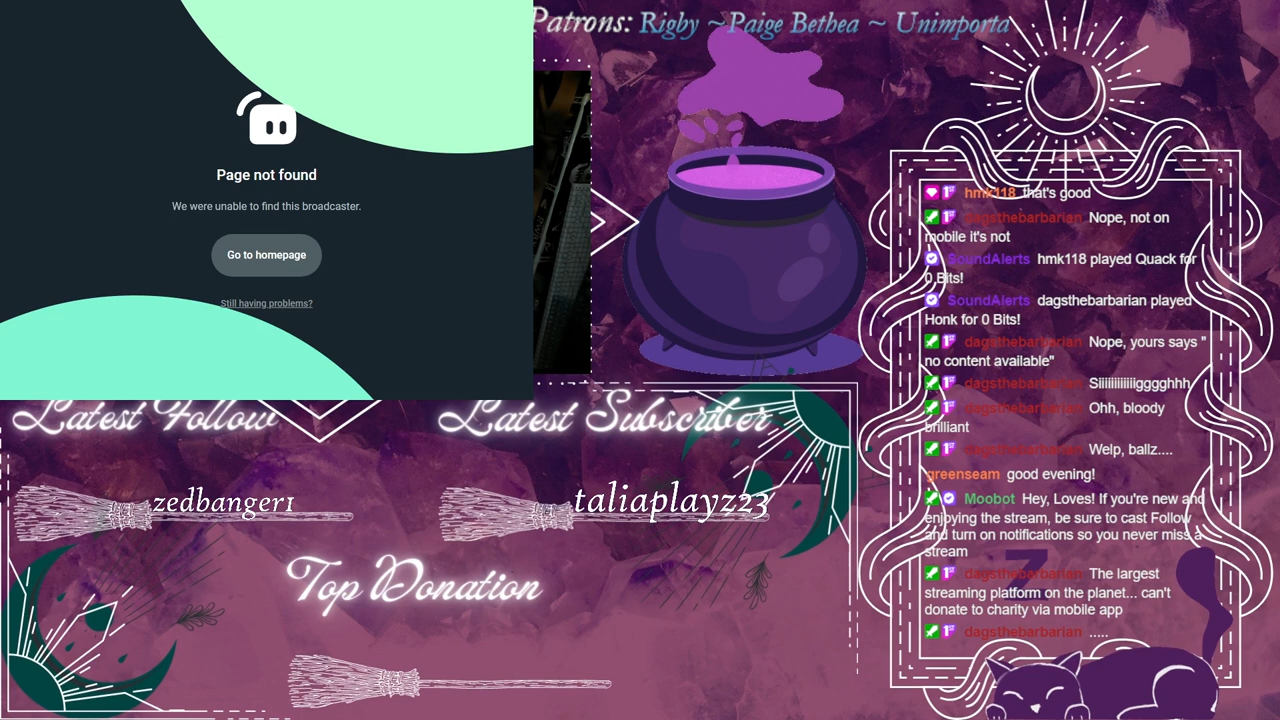 Patrons: Rigby ~Paige Bethea ~ Unimporta
Page not found
We were unable to find this broadcaster.
Go to homepage
Still having problems?
Latest Follow
zedbanger1
Latest Subscriber
taliaplayz23
Top Donation
hmk118 that's good
dagsthebarbarian Nope, not on
mobile it's not
SoundAlerts hmk118 played Quack for
0 Bits!
SoundAlerts dagsthebarbarian played
Honk for 0 Bits!
dagsthebarbarian Nope, yours says "
no content available"
dagsthebarbarian Siiiiiiiiiiiigggghhh
dagsthebarbarian Ohh, bloody
brilliant
dagsthebarbarian Welp, ballz....
greenseam good evening!
Moobot Hey, Loves! If you're new and
enjoying the stream, be sure to cast Follow
and turn on notifications so you never miss a
stream
dagsthebarbarian The largest
streaming platform on the planet... can't
donate to charity via mobile app
dagsthebarbarian .....
Z